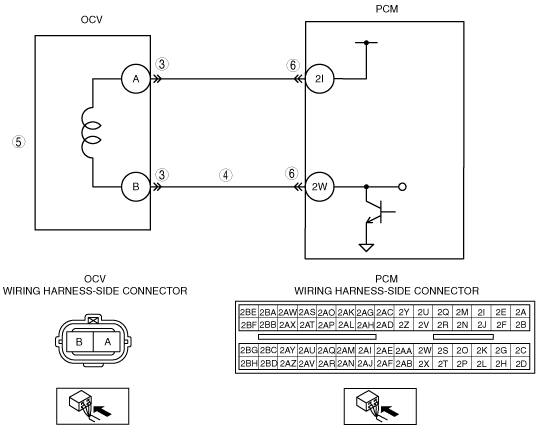 OCV
PCM
3
6
A
2I
5
3
4
6
B
2W
OCV
WIRING HARNESS-SIDE CONNECTOR
B A
PCM
WIRING HARNESS-SIDE CONNECTOR
2BE 2BA 2AW 2AS 2AO 2AK 2AG 2AC 2Y 2U 2Q 2M 2I 2E 2A
2BF 2BB 2AX 2AT 2AP 2AL 2AH 2AD 2Z 2V 2R 2N 2J 2F 2B
2BG 2BC 2AY 2AU 2AQ 2AM 2AI 2AE 2AA 2W 2S 2O 2K 2G 2C
2BH 2BD 2AZ 2AV 2AR 2AN 2AJ 2AF 2AB 2X 2T 2P 2L 2H 2D